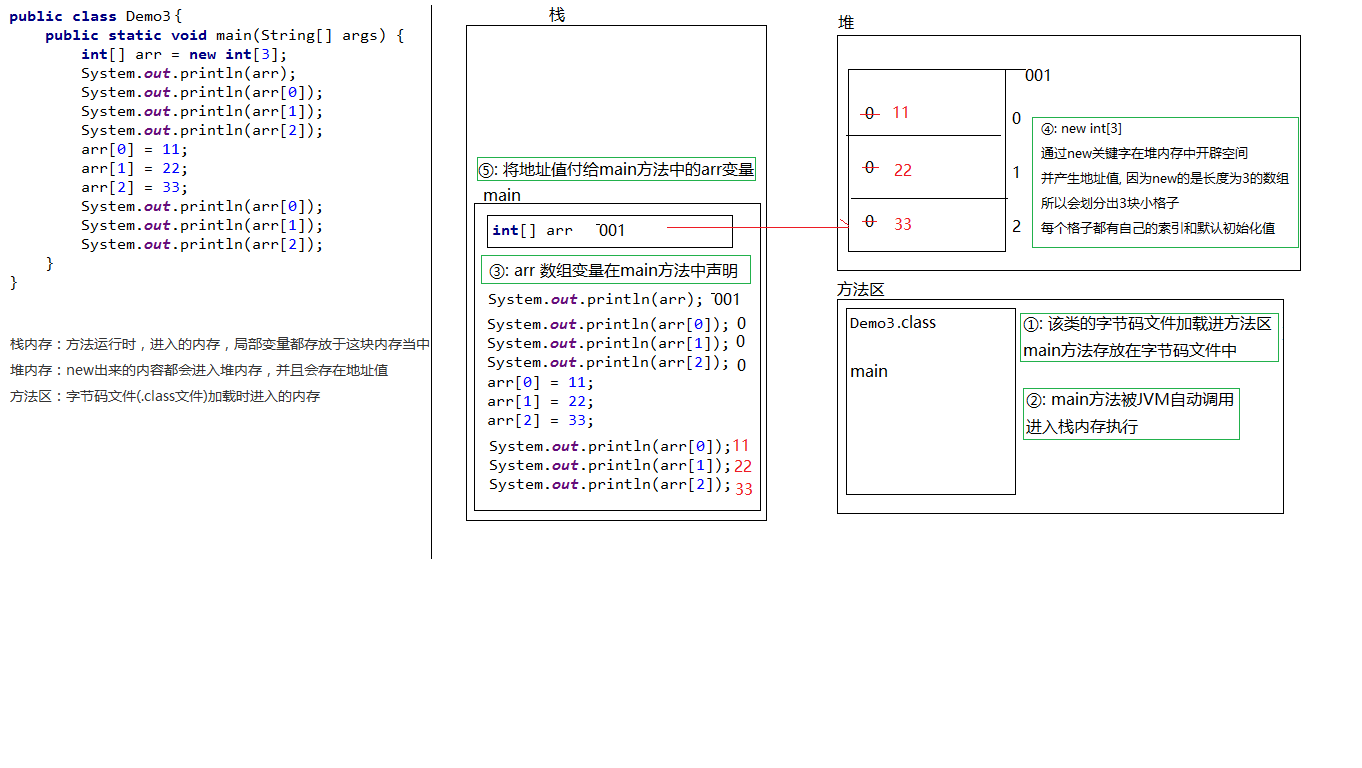 public class Demo3{
public static void main(String[] args) {
int[] arr = new int[3];
System.out.println(arr);
System.out.println(arr[0]);
System.out.println(arr[1]);
System.out.println(arr[2]);
arr[0] = 11;
arr[1] = 22;
arr[2] = 33;
System.out.println(arr[0]);
System.out.println(arr[1]);
System.out.println(arr[2]);
}
}
栈内存：方法运行时，进入的内存，局部变量都存放于这块内存当中
堆内存：new出来的内容都会进入堆内存，并且会存在地址值
方法区：字节码文件(.class文件)加载时进入的内存
栈
⑤: 将地址值付给main方法中的arr变量
main
int[] arr 001
③: arr 数组变量在main方法中声明
System.out.println(arr); 001
System.out.println(arr[0]); 0
System.out.println(arr[1]); 0
System.out.println(arr[2]); 0
arr[0] = 11;
arr[1] = 22;
arr[2] = 33;
System.out.println(arr[0]);11
System.out.println(arr[1]);22
System.out.println(arr[2]);33
堆
001
0 11 0
0 22 1
0 33 2
④: new int[3]
通过new关键字在堆内存中开辟空间
并产生地址值, 因为new的是长度为3的数组
所以会划分出3块小格子
每个格子都有自己的索引和默认初始化值
方法区
Demo3.class
main
①: 该类的字节码文件加载进方法区
main方法存放在字节码文件中
②: main方法被JVM自动调用
进入栈内存执行